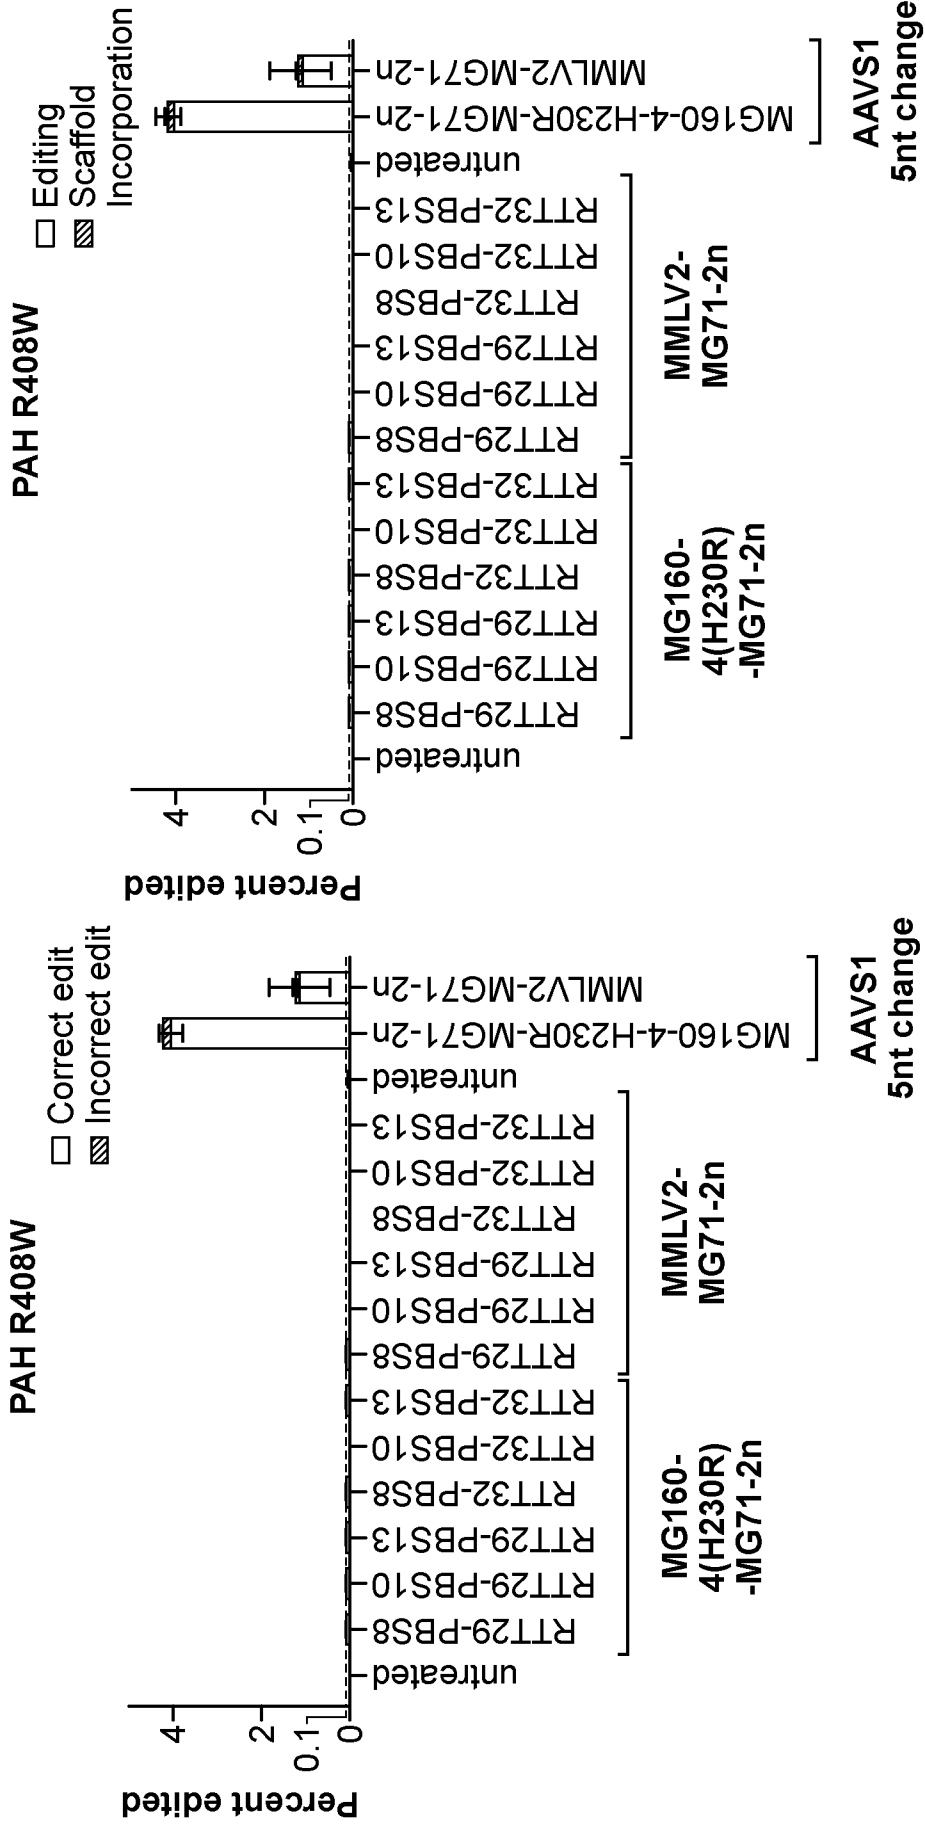 PAH R408W
Correct edit
Incorrect edit
Percent edited
4
2
0.1
0
untreated
RTT29-PBS8
RTT29-PBS10
RTT29-PBS13
RTT32-PBS8
RTT32-PBS10
RTT32-PBS13
RTT29-PBS8
RTT29-PBS10
RTT29-PBS13
RTT32-PBS8
RTT32-PBS10
RTT32-PBS13
untreated
MG160-4-H230R-MG71-2n
MMLV2-MG71-2n
MG160-
4(H230R)
-MG71-2n
MMLV2-
MG71-2n
AAVS1
5nt change
PAH R408W
Editing
Scaffold
Incorporation
Percent edited
4
2
0.1
0
untreated
RTT29-PBS8
RTT29-PBS10
RTT29-PBS13
RTT32-PBS8
RTT32-PBS10
RTT32-PBS13
RTT29-PBS8
RTT29-PBS10
RTT29-PBS13
RTT32-PBS8
RTT32-PBS10
RTT32-PBS13
untreated
MG160-4-H230R-MG71-2n
MMLV2-MG71-2n
MG160-
4(H230R)
-MG71-2n
MMLV2-
MG71-2n
AAVS1
5nt change